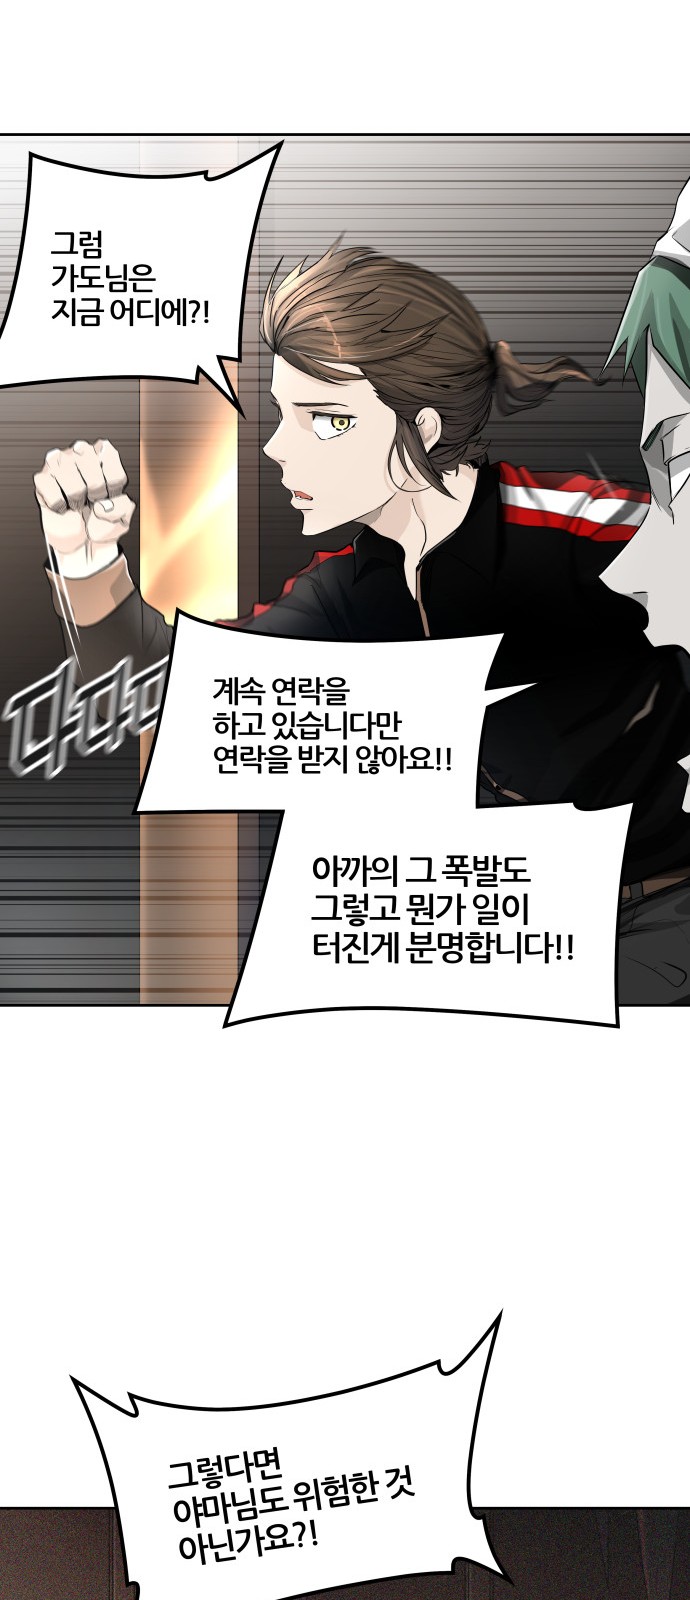 그럼
가도님은
지금 어디에?!
다다다
계속 연락을
하고 있습니다만
연락을 받지 않아요!!
아까의 그 폭발도
그렇고 뭔가 일이
터진게 분명합니다!!
그렇다면
야마님도 위험한 것
아닌가요?!